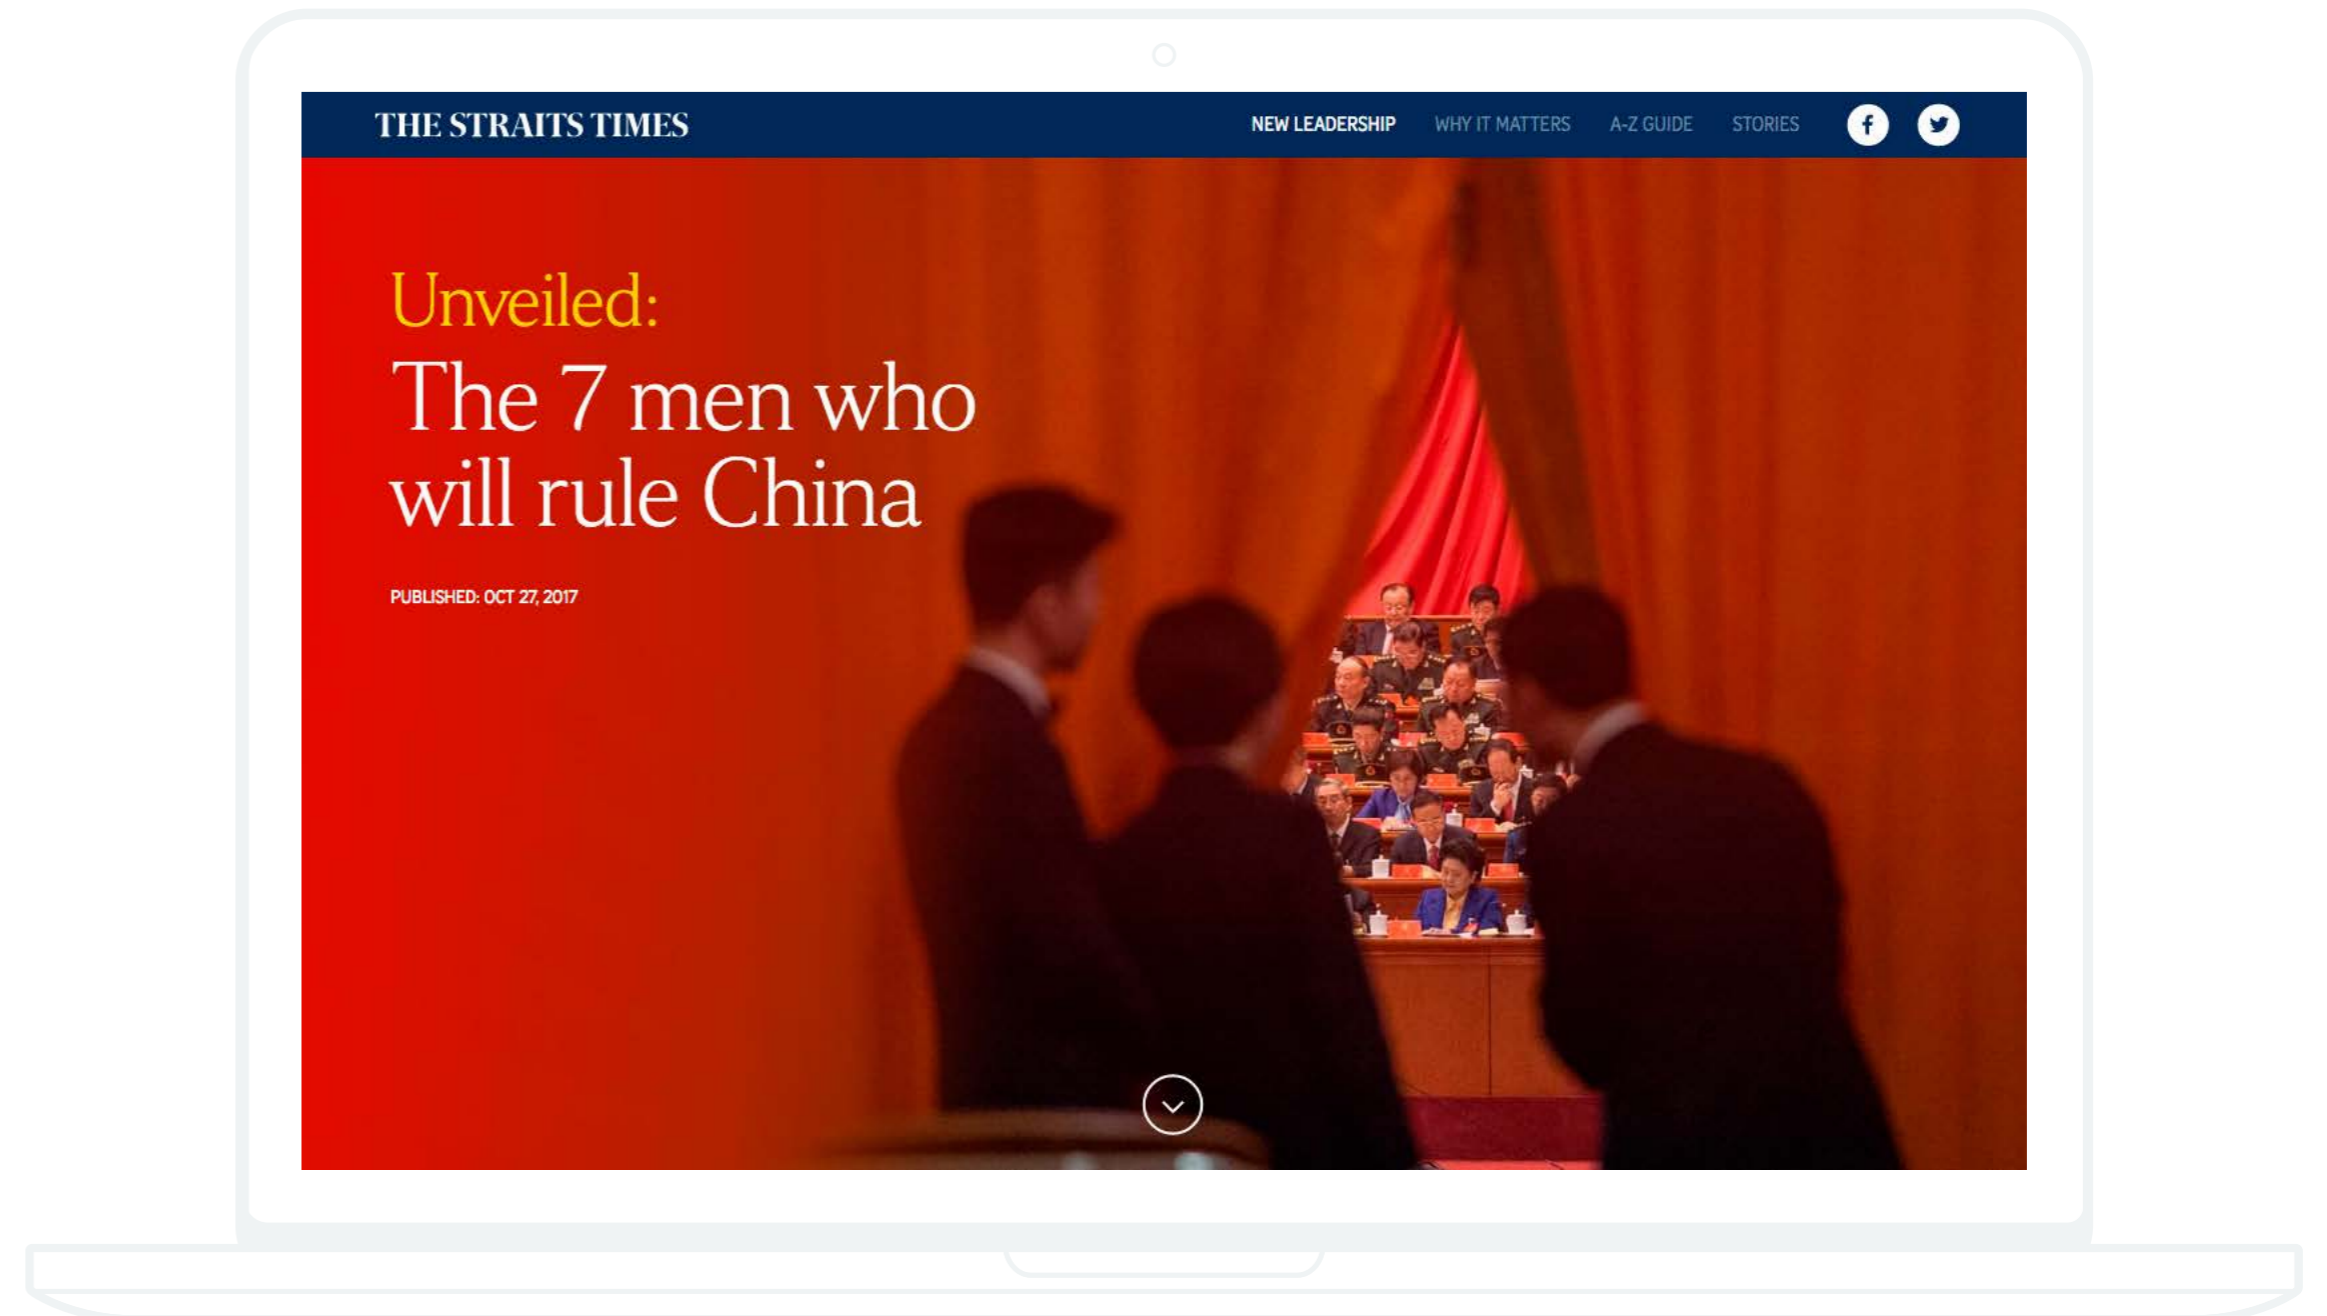 THE STRAITS TIMES
NEW LEADERSHIP WHY IT MATTERS A-Z GUIDE STORIES
Unveiled:
The 7 men who
will rule China
PUBLISHED: OCT 27, 2017